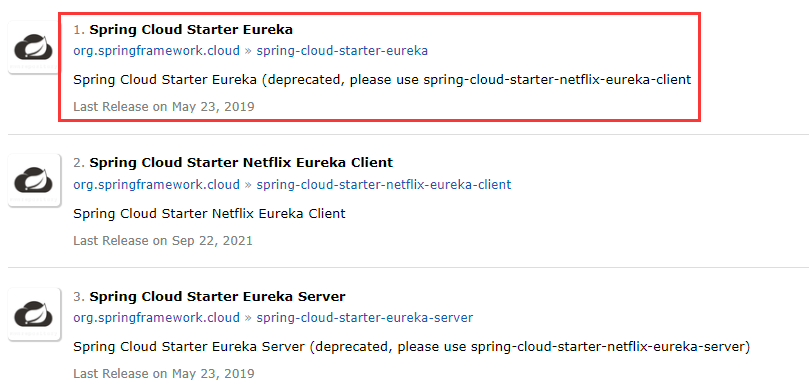 1. Spring Cloud Starter Eureka
org.springframework.cloud » spring-cloud-starter-eureka
Spring Cloud Starter Eureka (deprecated, please use spring-cloud-starter-netflix-eureka-client
Last Release on May 23, 2019
2. Spring Cloud Starter Netflix Eureka Client
org.springframework.cloud » spring-cloud-starter-netflix-eureka-client
Spring Cloud Starter Netflix Eureka Client
Last Release on Sep 22, 2021
3. Spring Cloud Starter Eureka Server
org.springframework.cloud » spring-cloud-starter-eureka-server
Spring Cloud Starter Eureka Server (deprecated, please use spring-cloud-starter-netflix-eureka-server)
Last Release on May 23, 2019